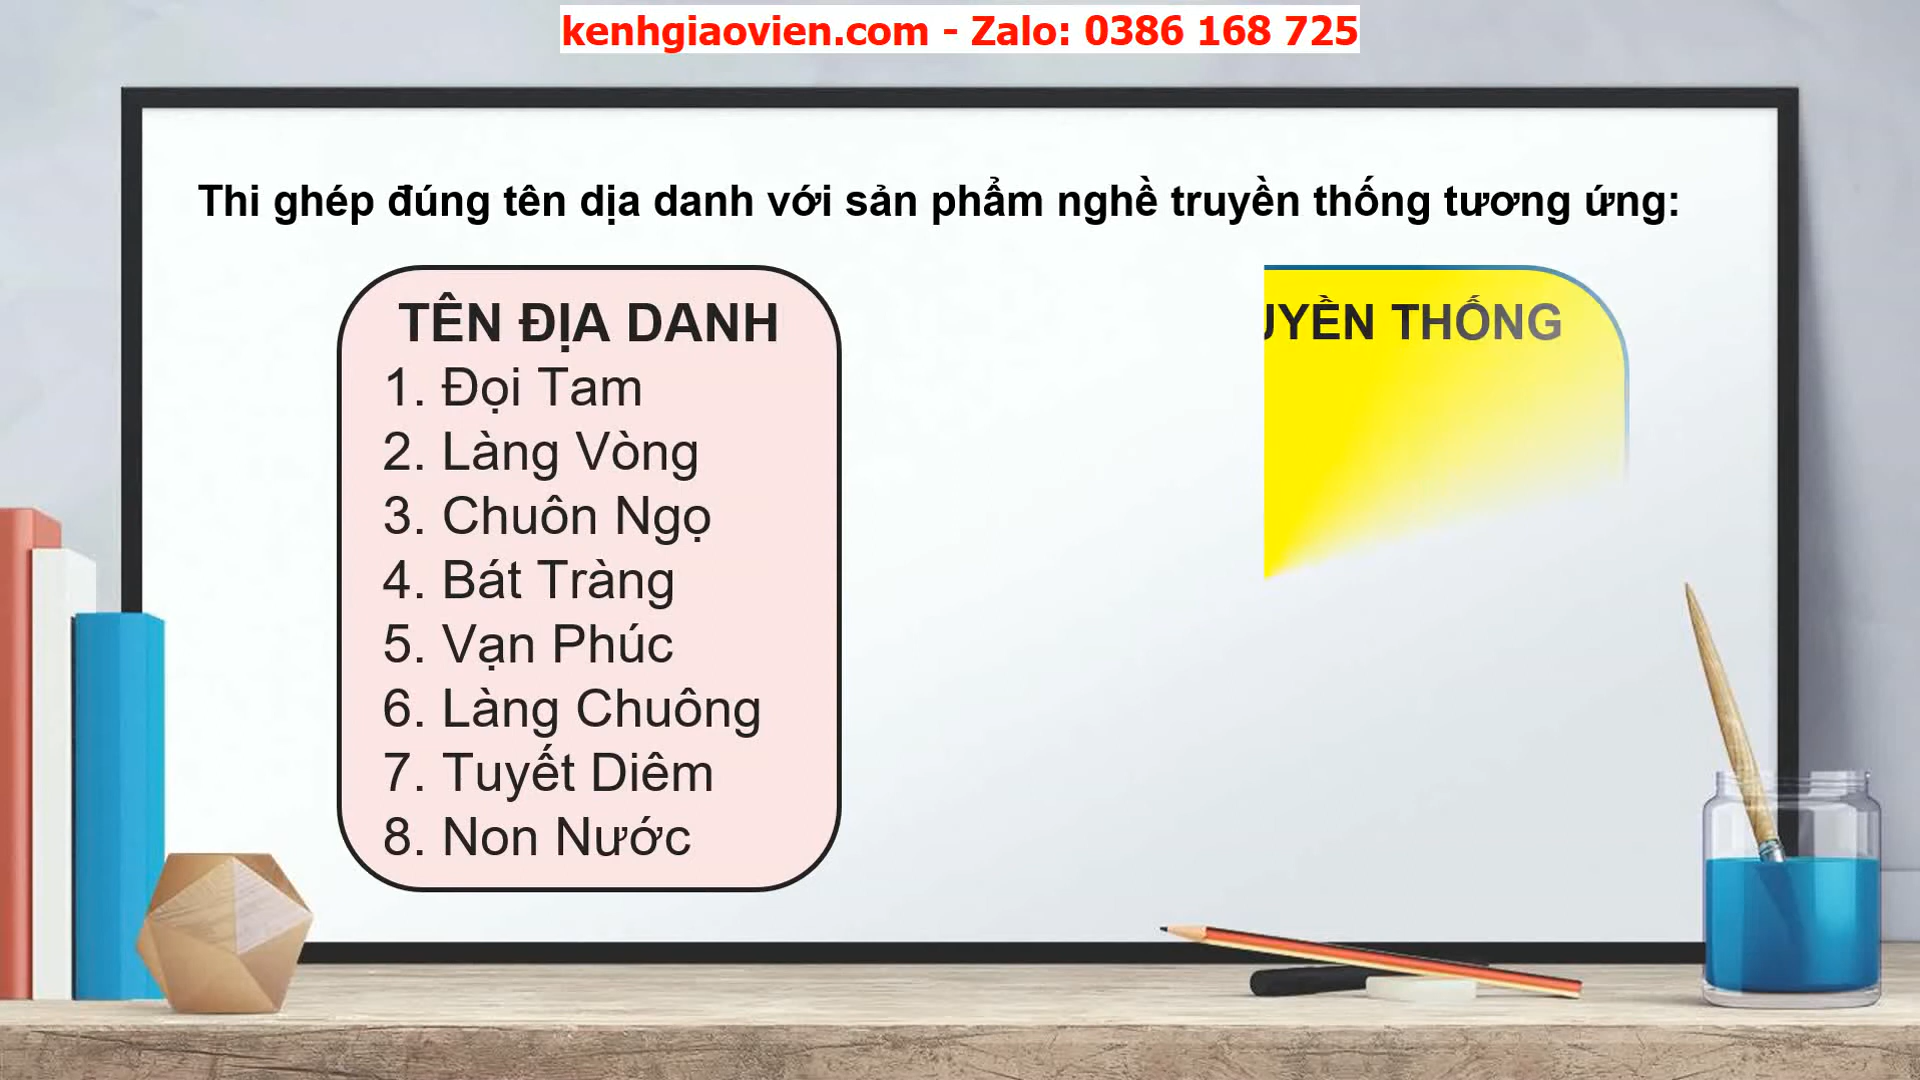 kenhgiaovien.com - Zalo: 0386 168 725
Thi ghép đúng tên dịa danh với sản phẩm nghề truyền thống tương ứng:
TÊN ĐỊA DANH
1. Đọi Tam
2. Làng Vòng
3. Chuôn Ngọ
4. Bát Tràng
5. Vạn Phúc
6. Làng Chuông
7. Tuyết Diêm
8. Non Nước
THỐNG